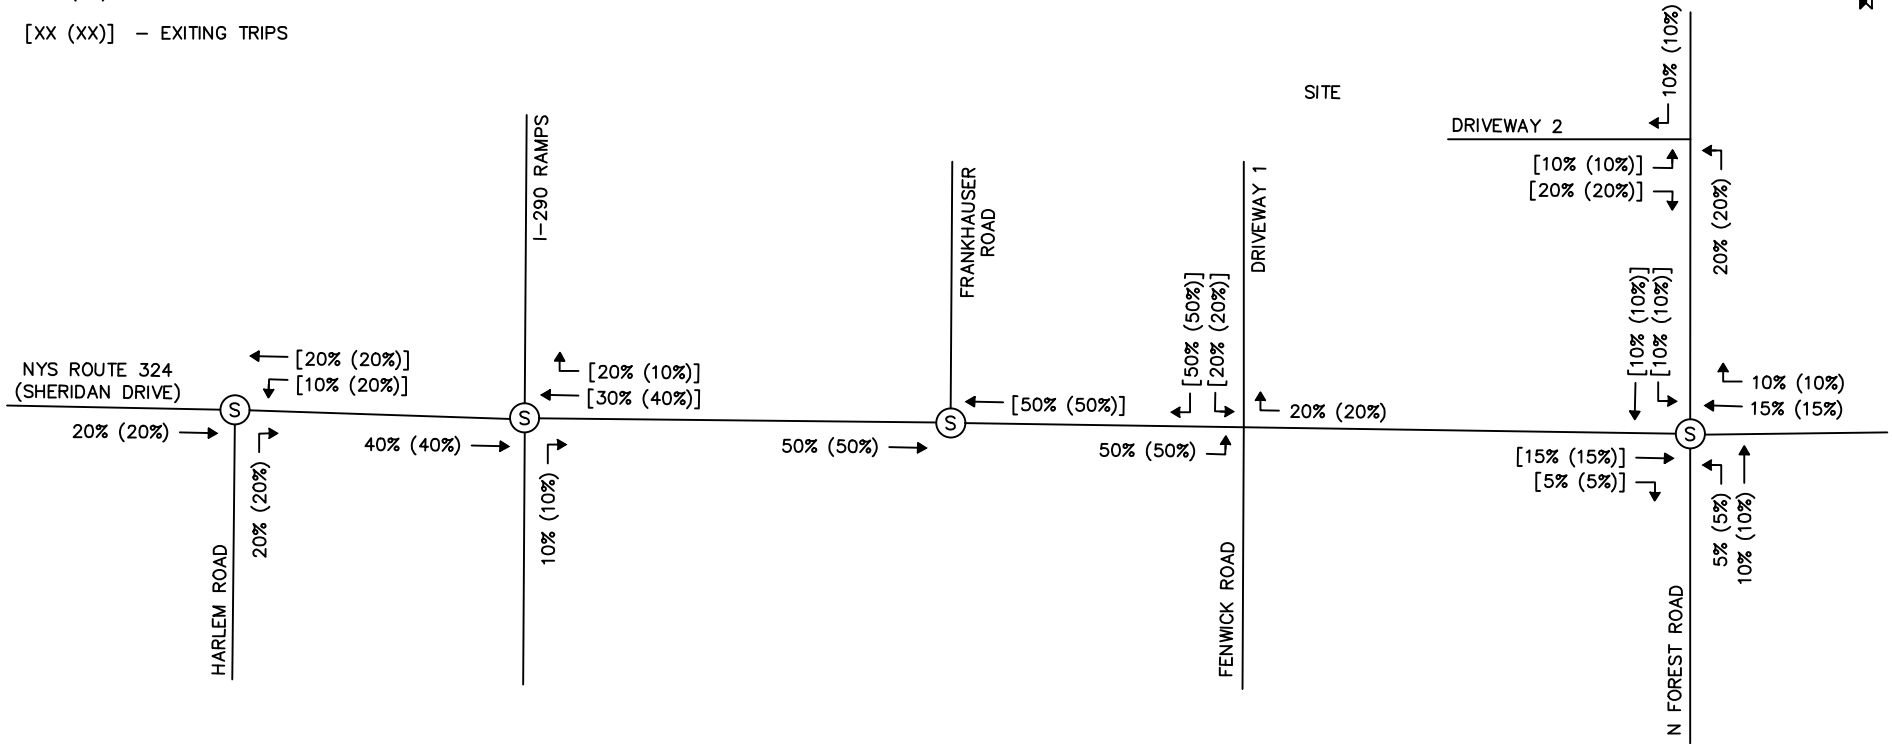 [XX (XX)] – EXITING TRIPS
10% (10%)
SITE
DRIVEWAY 2
[10% (10%)]
[20% (20%)]
20% (20%)
I-290 RAMPS
FRANKHAUSER
ROAD
DRIVEWAY 1
[50% (50%)]
[20% (20%)]
[10% (10%)]
[10% (10%)]
NYS ROUTE 324
(SHERIDAN DRIVE)
[20% (20%)]
[10% (20%)]
[20% (10%)]
[30% (40%)]
[50% (50%)]
20% (20%)
10% (10%)
15% (15%)
S
S
S
S
20% (20%)
40% (40%)
50% (50%)
50% (50%)
[15% (15%)]
[5% (5%)]
20% (20%)
10% (10%)
5% (5%)
10% (10%)
HARLEM ROAD
FENWICK ROAD
N FOREST ROAD